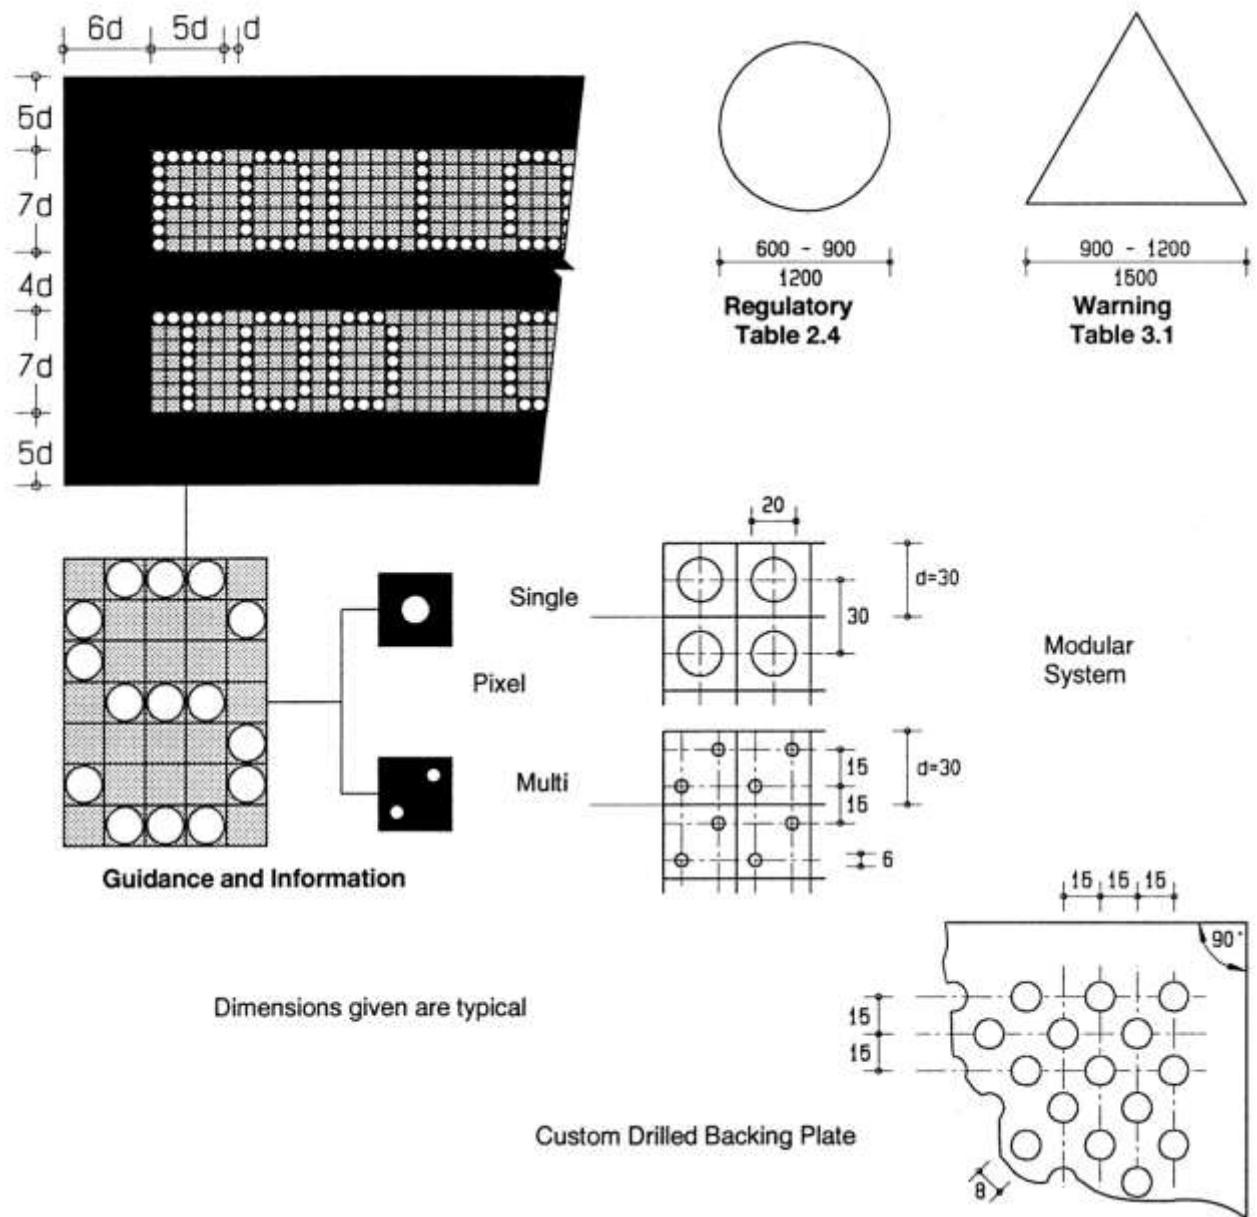 6d 5d d
5d
7d
4d
7d
5d
600 - 900
1200
Regulatory
Table 2.4
900 - 1200
1500
Warning
Table 3.1
20
Single
30
d=30
Pixel
Modular
System
Multi
15
15
d=30
6
Guidance and Information
15 15 15
90°
Dimensions given are typical
15
15
Custom Drilled Backing Plate
8